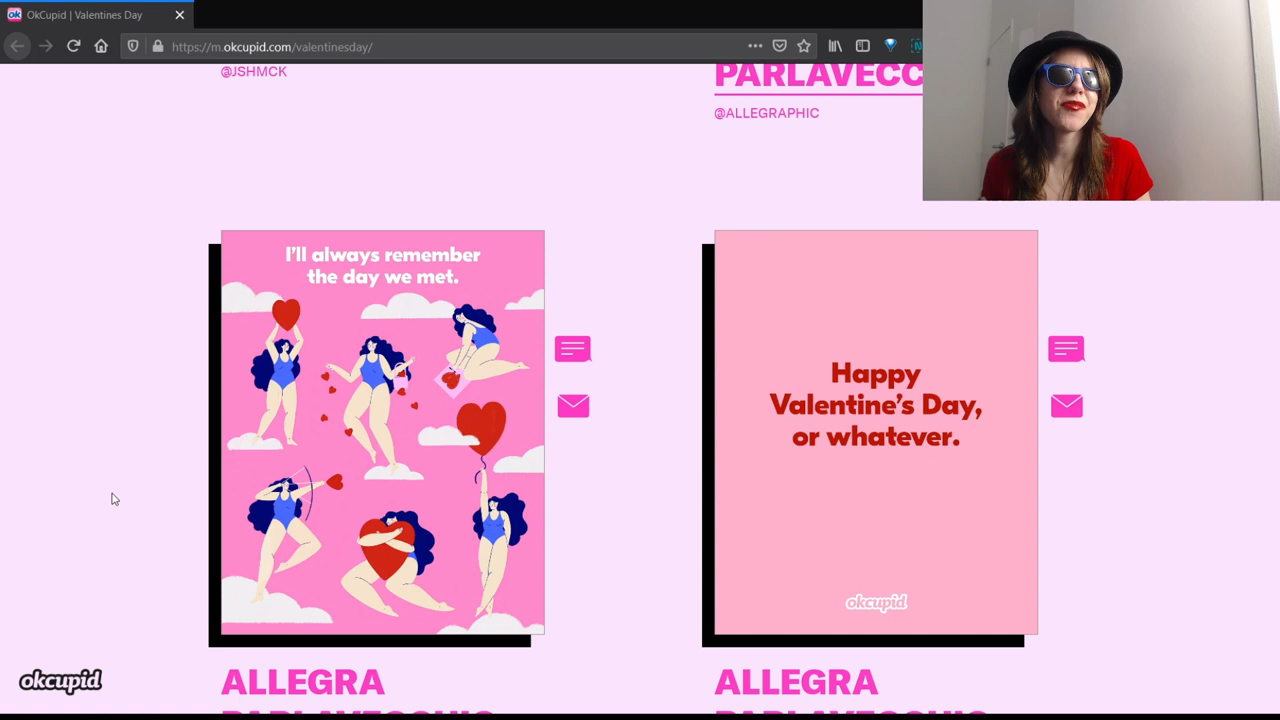 OkCupid | Valentines Day
https://m.okcupid.com/valentinesday/
@JSHMCK
@ALLEGRAPHIC
I'll always remember
the day we met.
Happy
Valentine's Day,
or whatever.
okcupid
okcupid
ALLEGRA
ALLEGRA